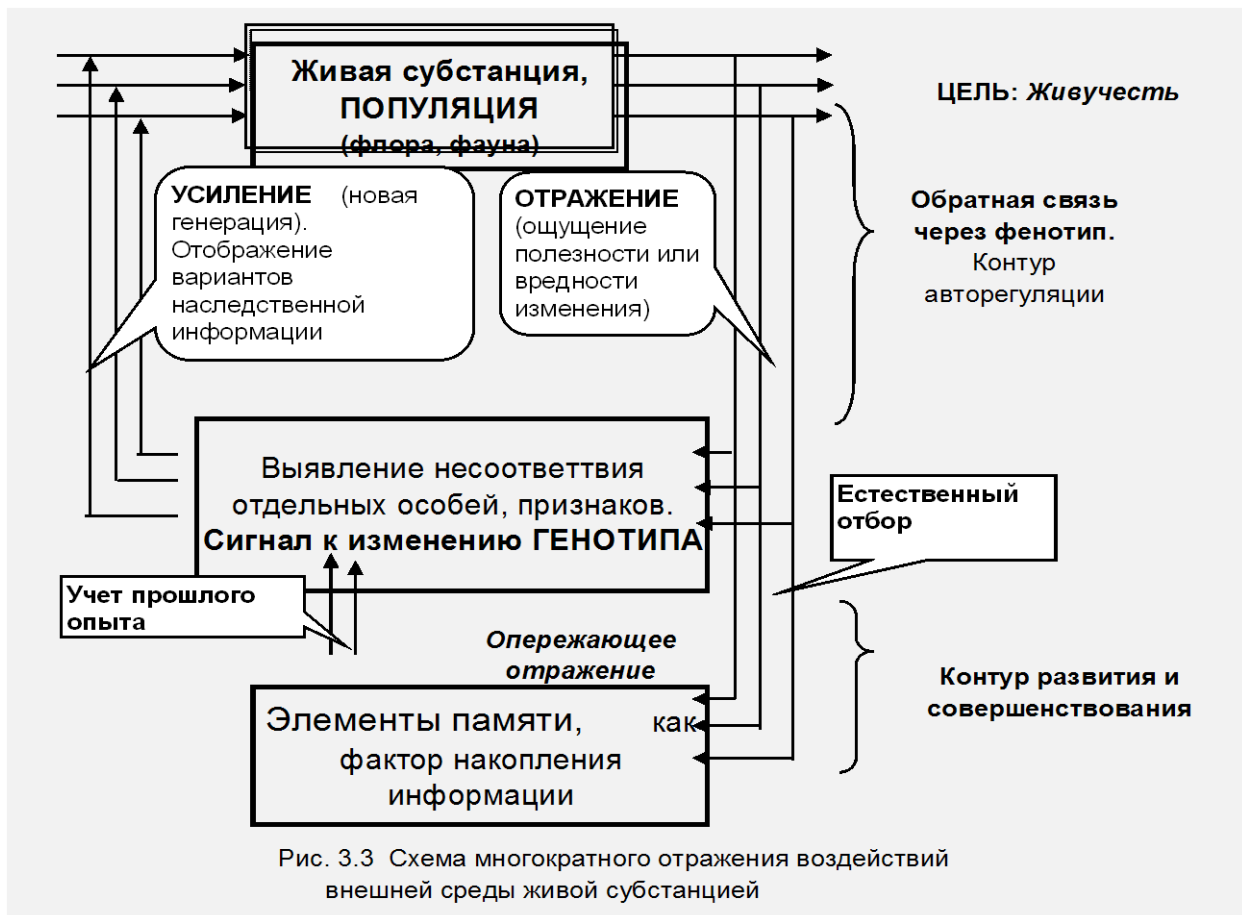 Живая субстанция,
ПОПУЛЯЦИЯ
(флора, фауна)
ЦЕЛЬ: Живучесть
УСИЛЕНИЕ (новая
генерация).
Отображение
вариантов
наследственной
информации
ОТРАЖЕНИЕ
(ощущение
полезности или
вредности
изменения)
Обратная связь
через фенотип.
Контур
авторегуляции
Выявление несоответтвия
отдельных особей, признаков.
Сигнал к изменению ГЕНОТИПА
Естественный
отбор
Учет прошлого
опыта
Опережающее
отражение
Контур развития и
совершенствования
Элементы памяти, как
фактор накопления
информации
Рис. 3.3 Схема многократного отражения воздействий
внешней среды живой субстанцией